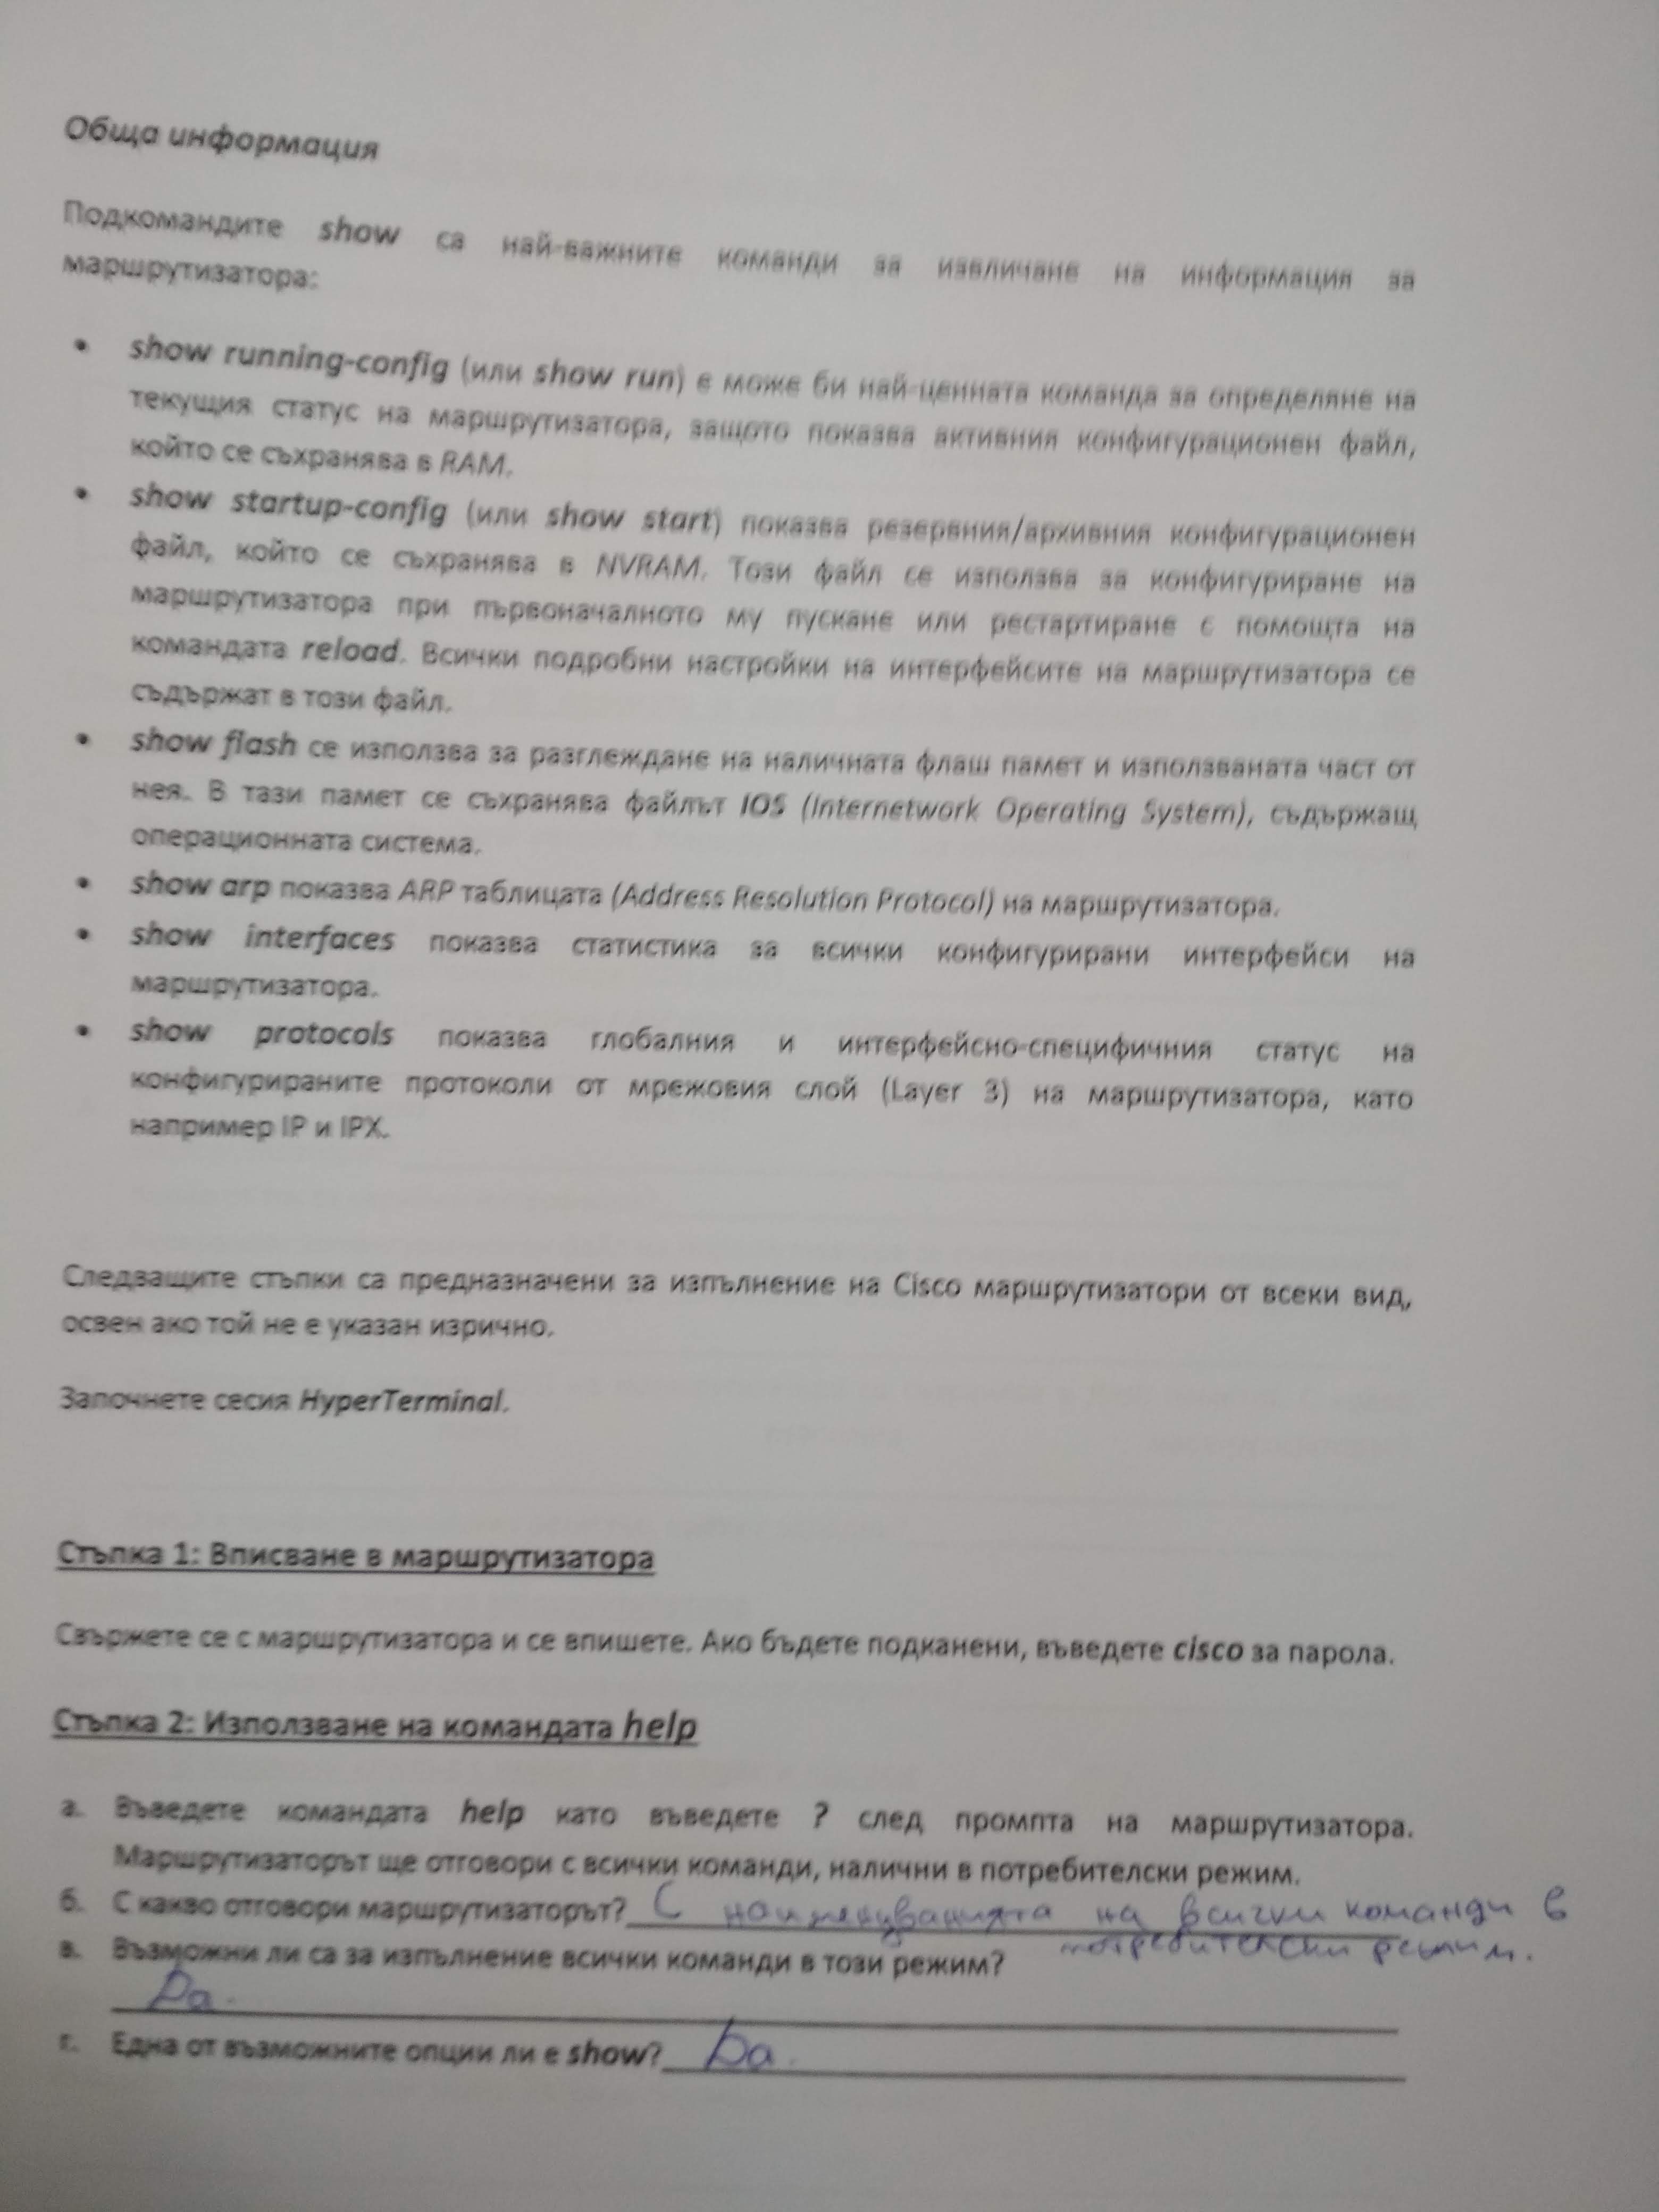 Обща информация
Подкомандите show са най-важните команди за извличане на информация за
маршрутизатора:
• show running-config (или show run) е може би най-ценната команда за определяне на
текущия статус на маршрутизатора, защото показва активния конфигурационен файл,
който се съхранява в RAM.
• show startup-config (или show start) показва резервния/архивния конфигурационен
файл, който се съхранява в NVRAM. Този файл се използва за конфигуриране на
маршрутизатора при първоначалното му пускане или рестартиране с помощта на
командата reload. Всички подробни настройки на интерфейсите на маршрутизатора се
съдържат в този файл.
• show flash се използва за разглеждане на наличната флаш памет и използваната част от
нея. В тази памет се съхранява файлът IOS (Internetwork Operating System), съдържащ
операционната система.
• show arp показва ARP таблицата (Address Resolution Protocol) на маршрутизатора.
• show interfaces показва статистика за всички конфигурирани интерфейси на
маршрутизатора.
• show protocols показва глобалния и интерфейсно-специфичния статус на
конфигурираните протоколи от мрежовия слой (Layer 3) на маршрутизатора, като
например IP и IPX.
Следващите стъпки са предназначени за изпълнение на Cisco маршрутизатори от всеки вид,
освен ако той не е указан изрично.
Започнете сесия HyperTerminal.
Стъпка 1: Вписване в маршрутизатора
Свържете се с маршрутизатора и се впишете. Ако бъдете подканени, въведете cisco за парола.
Стъпка 2: Използване на командата help
а. Въведете командата help като въведете ? след промпта на маршрутизатора.
Маршрутизаторът ще отговори с всички команди, налични в потребителски режим.
б. С какво отговори маршрутизаторът? С наименуванията на всички команди в
потребителски режим.
в. Възможни ли са за изпълнение всички команди в този режим?
Да.
г. Една от възможните опции ли е show? Да.